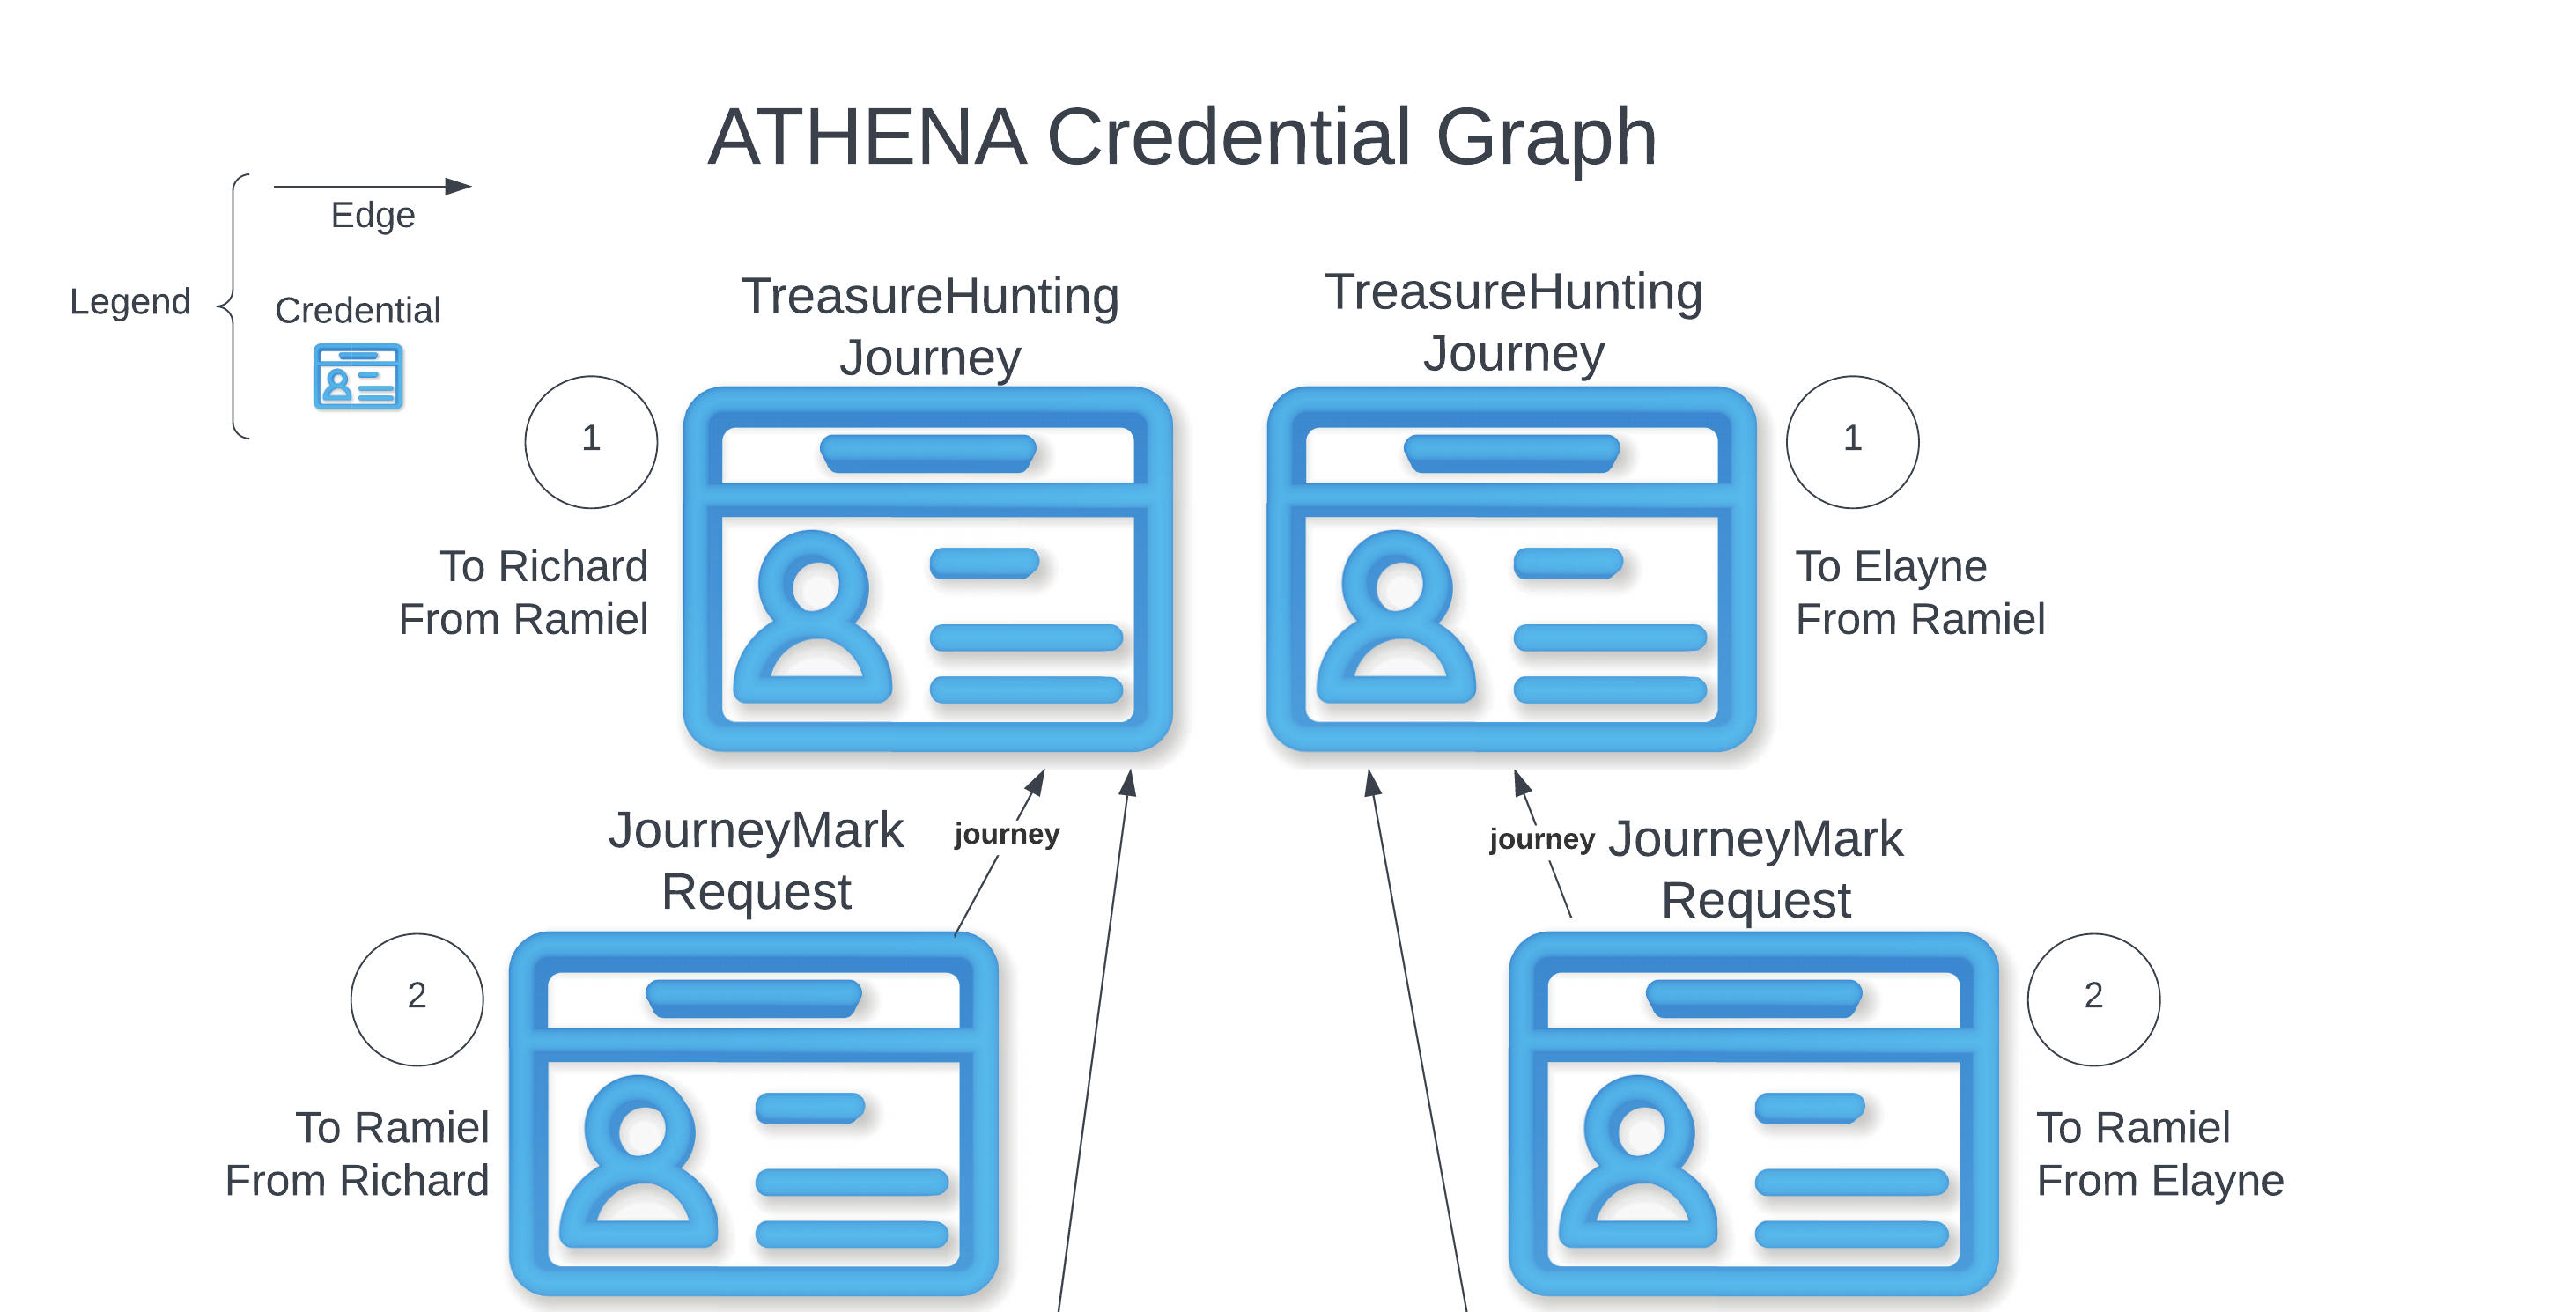 ATHENA Credential Graph
Legend
Edge
Credential
TreasureHunting
Journey
1
To Richard
From Ramiel
TreasureHunting
Journey
1
To Elayne
From Ramiel
JourneyMark
Request
journey
2
To Ramiel
From Richard
journey
JourneyMark
Request
2
To Ramiel
From Elayne